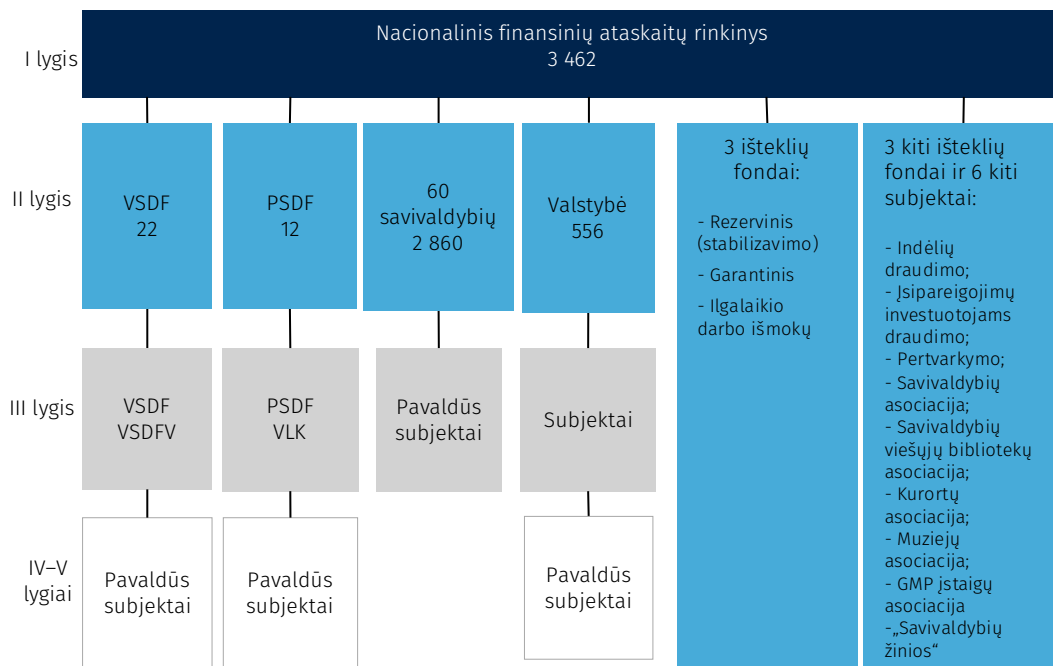 I lygis
Nacionalinis finansinių ataskaitų rinkinys
3 462
II lygis
VSDF
22
PSDF
12
60
savivaldybių
2 860
Valstybė
556
3 išteklių
fondai:
- Rezervinis
(stabilizavimo)
- Garantinis
- Ilgalaikio
darbo išmokų
3 kiti išteklių
fondai ir 6 kiti
subjektai:
- Indėlių
draudimo;
- Įsipareigojimų
investuotojams
draudimo;
- Pertvarkymo;
- Savivaldybių
asociacija;
- Savivaldybių
viešųjų bibliotekų
asociacija;
- Kurortų
asociacija;
- Muziejų
asociacija;
- GMP įstaigų
asociacija
-„Savivaldybių
žinios“
III lygis
VSDF
VSDFV
PSDF
VLK
Pavaldūs
subjektai
Subjektai
IV–V
lygiai
Pavaldūs
subjektai
Pavaldūs
subjektai
Pavaldūs
subjektai